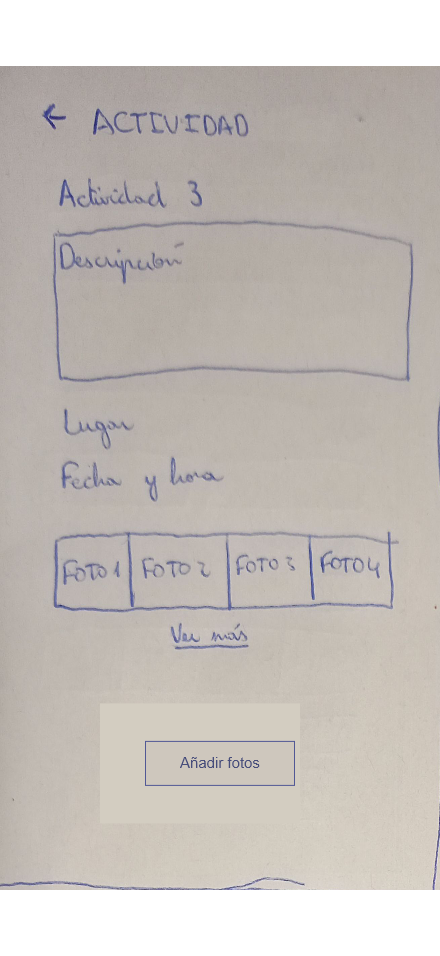 ← ACTIVIDAD
Actividad 3
Descripción
Lugar
Fecha y hora
FOTO 1 FOTO 2 FOTO 3 FOTO 4
Ver más
Añadir fotos